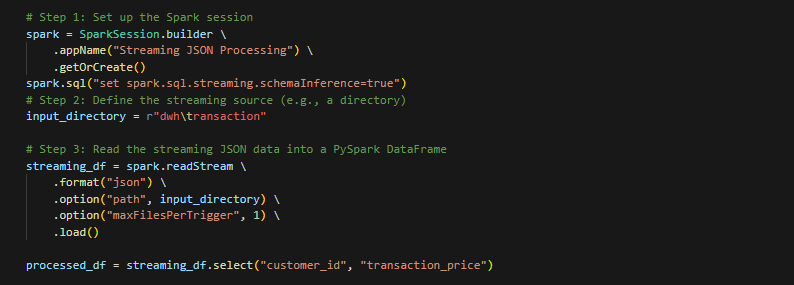 # Step 1: Set up the Spark session
spark = SparkSession.builder \
    .appName("Streaming JSON Processing") \
    .getOrCreate()
spark.sql("set spark.sql.streaming.schemaInference=true")
# Step 2: Define the streaming source (e.g., a directory)
input_directory = r"dwh\transaction"

# Step 3: Read the streaming JSON data into a PySpark DataFrame
streaming_df = spark.readStream \
    .format("json") \
    .option("path", input_directory) \
    .option("maxFilesPerTrigger", 1) \
    .load()

processed_df = streaming_df.select("customer_id", "transaction_price")